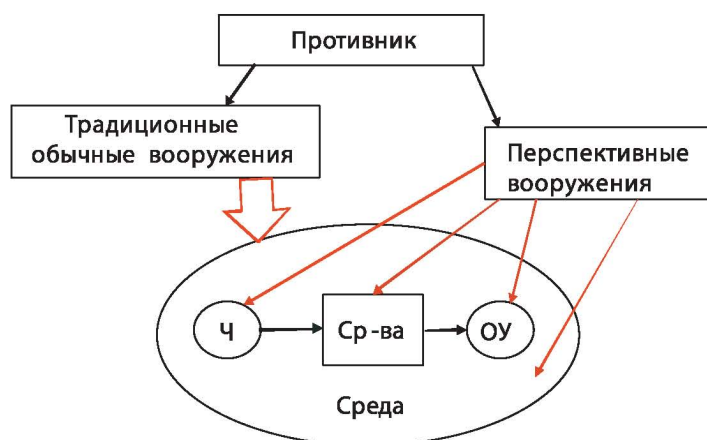 Противник
Традиционные
обычные вооружения
Перспективные
вооружения
Ч
Ср-ва
ОУ
Среда